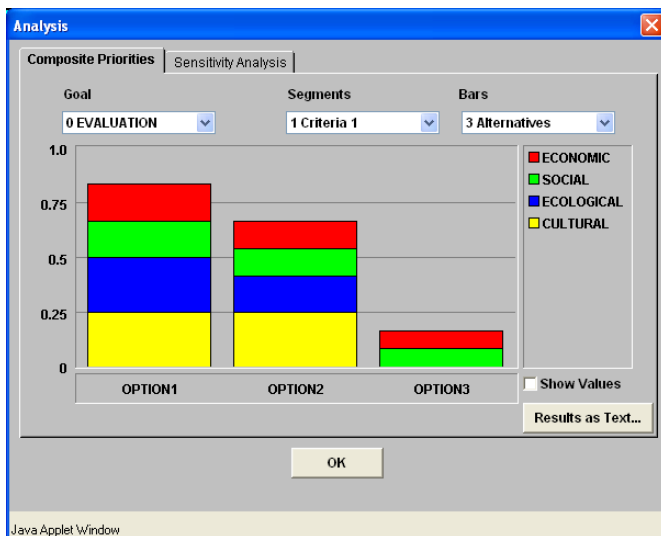 Analysis
Composite Priorities
Sensitivity Analysis
Goal
Segments
Bars
0 EVALUATION
1 Criteria 1
3 Alternatives
1.0
0.75
0.5
0.25
0
ECONOMIC
SOCIAL
ECOLOGICAL
CULTURAL
OPTION1
OPTION2
OPTION3
Show Values
Results as Text...
OK
Java Applet Window